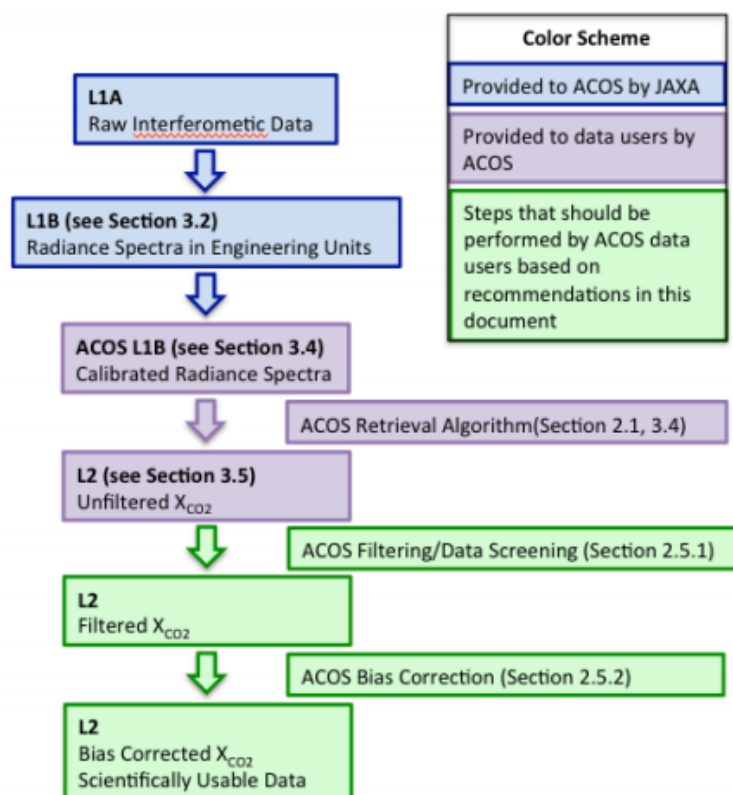 Color Scheme
Provided to ACOS by JAXA
Provided to data users by
ACOS
Steps that should be
performed by ACOS data
users based on
recommendations in this
document
L1A
Raw Interferometic Data
L1B (see Section 3.2)
Radiance Spectra in Engineering Units
ACOS L1B (see Section 3.4)
Calibrated Radiance Spectra
ACOS Retrieval Algorithm(Section 2.1, 3.4)
L2 (see Section 3.5)
Unfiltered X_CO2
ACOS Filtering/Data Screening (Section 2.5.1)
L2
Filtered X_CO2
ACOS Bias Correction (Section 2.5.2)
L2
Bias Corrected X_CO2
Scientifically Usable Data